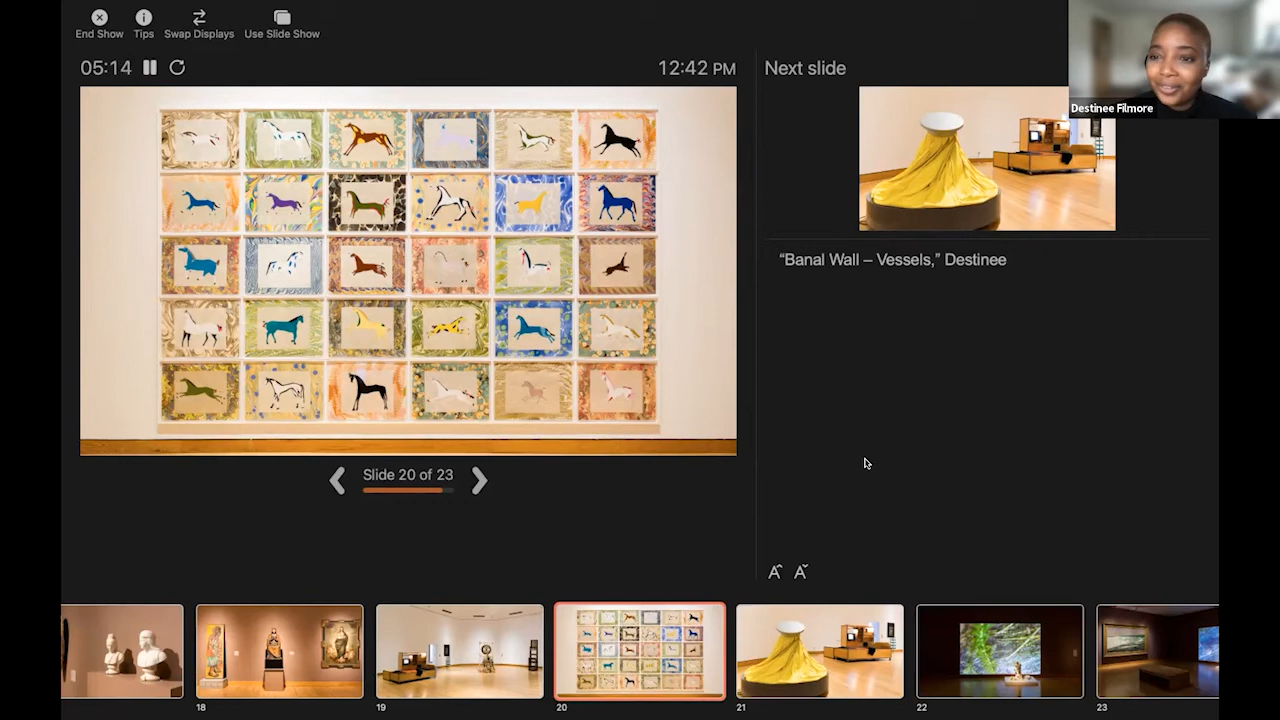 End Show
Tips
Swap Displays
Use Slide Show
05:14
12:42 PM
Next slide
Destinee Filmore
“Banal Wall – Vessels,” Destinee
Slide 20 of 23
A A
18
19
20
21
22
23